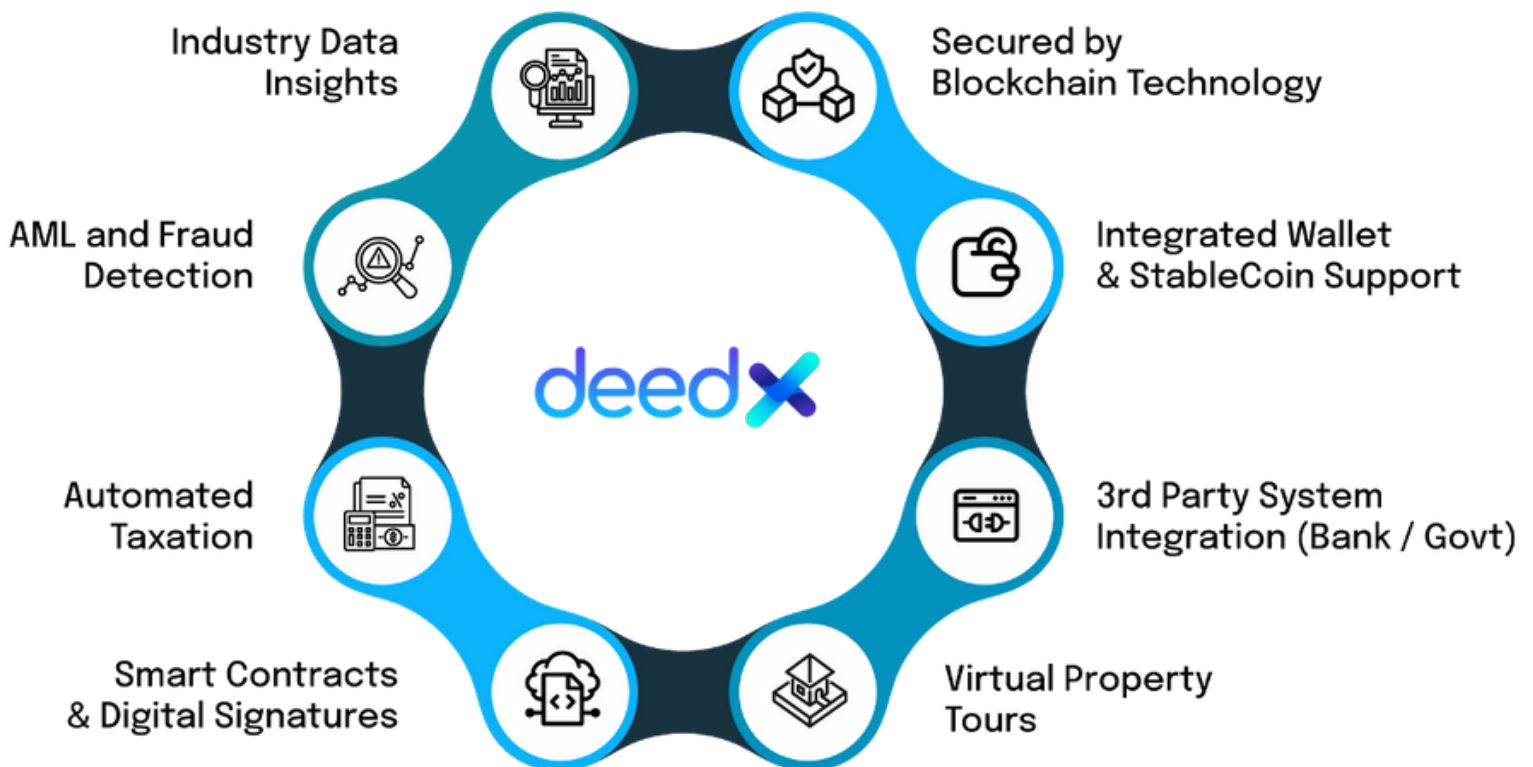 Industry Data
Insights
Secured by
Blockchain Technology
AML and Fraud
Detection
Integrated Wallet
& StableCoin Support
deedX
Automated
Taxation
3rd Party System
Integration (Bank / Govt)
Smart Contracts
& Digital Signatures
Virtual Property
Tours